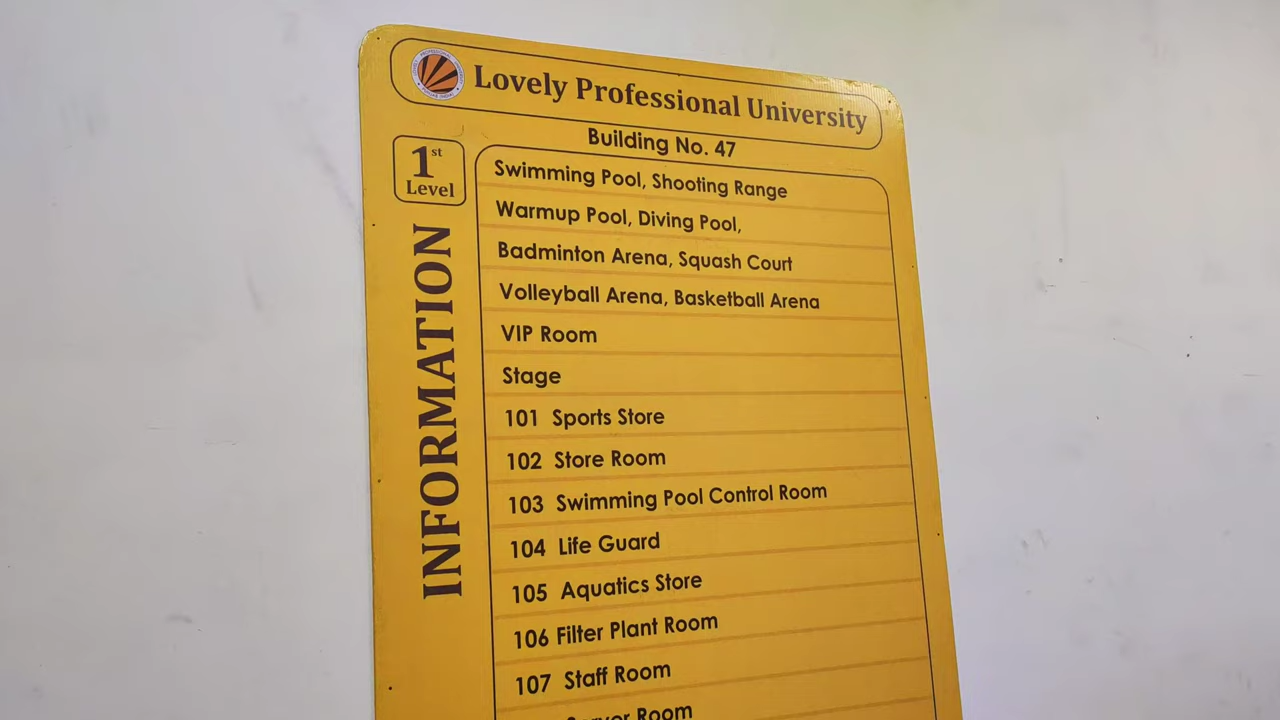 Lovely Professional University
Building No. 47
1st
Level
INFORMATION
Swimming Pool, Shooting Range
Warmup Pool, Diving Pool,
Badminton Arena, Squash Court
Volleyball Arena, Basketball Arena
VIP Room
Stage
101 Sports Store
102 Store Room
103 Swimming Pool Control Room
104 Life Guard
105 Aquatics Store
106 Filter Plant Room
107 Staff Room
Server Room